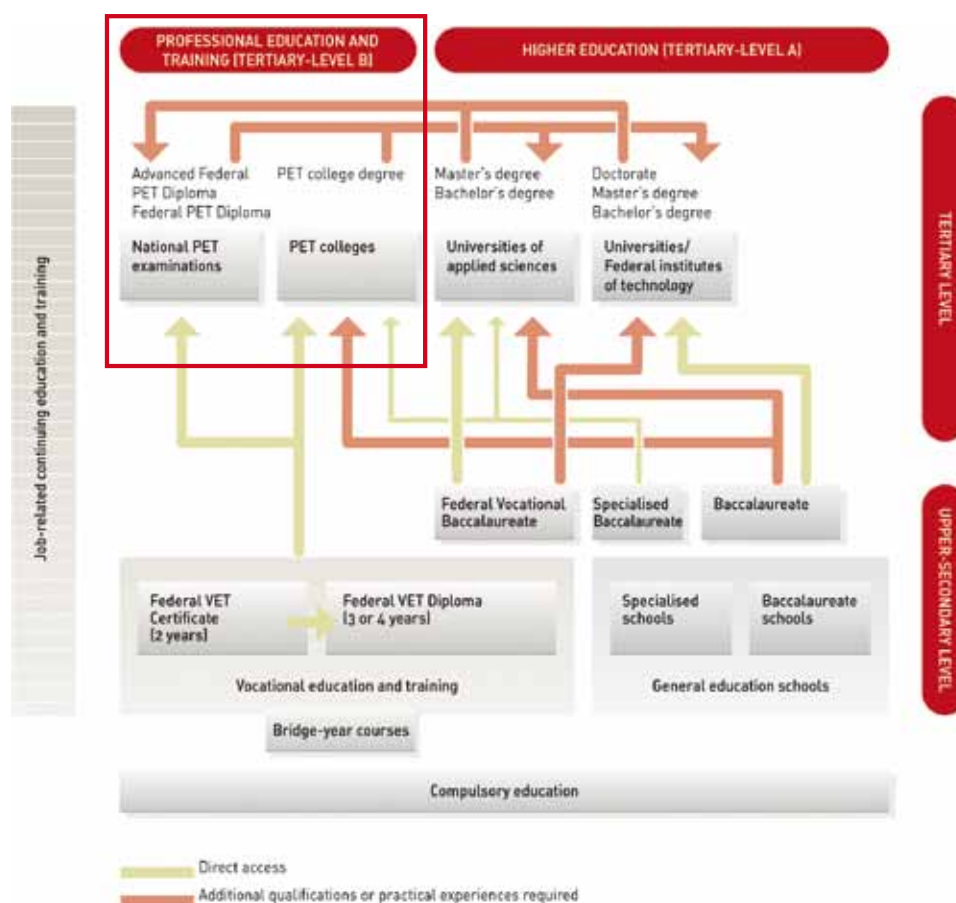 PROFESSIONAL EDUCATION AND
TRAINING (TERTIARY-LEVEL B)
HIGHER EDUCATION (TERTIARY-LEVEL A)
Advanced Federal
PET Diploma
Federal PET Diploma
PET college degree
Master's degree
Bachelor's degree
Doctorate
Master's degree
Bachelor's degree
National PET
examinations
PET colleges
Universities of
applied sciences
Universities/
Federal institutes
of technology
TERTIARY LEVEL
Job-related continuing education and training
Federal Vocational
Baccalaureate
Specialised
Baccalaureate
Baccalaureate
UPPER-SECONDARY LEVEL
Federal VET
Certificate
(2 years)
Federal VET Diploma
(3 or 4 years)
Specialised
schools
Baccalaureate
schools
Vocational education and training
General education schools
Bridge-year courses
Compulsory education
Direct access
Additional qualifications or practical experiences required